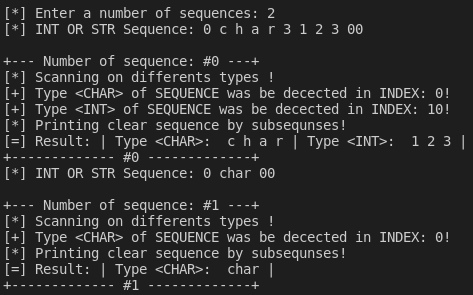 [*] Enter a number of sequences: 2
[*] INT OR STR Sequence: 0 c h a r 3 1 2 3 00
+--- Number of sequence: #0 ---+
[*] Scanning on differents types !
[+] Type <CHAR> of SEQUENCE was be decected in INDEX: 0!
[+] Type <INT> of SEQUENCE was be decected in INDEX: 10!
[*] Printing clear sequence by subsequnses!
[=] Result: | Type <CHAR>:  c h a r | Type <INT>:  1 2 3 |
+------------- #0 -------------+
[*] INT OR STR Sequence: 0 char 00
+--- Number of sequence: #1 ---+
[*] Scanning on differents types !
[+] Type <CHAR> of SEQUENCE was be decected in INDEX: 0!
[*] Printing clear sequence by subsequnses!
[=] Result: | Type <CHAR>:  char |
+------------- #1 -------------+